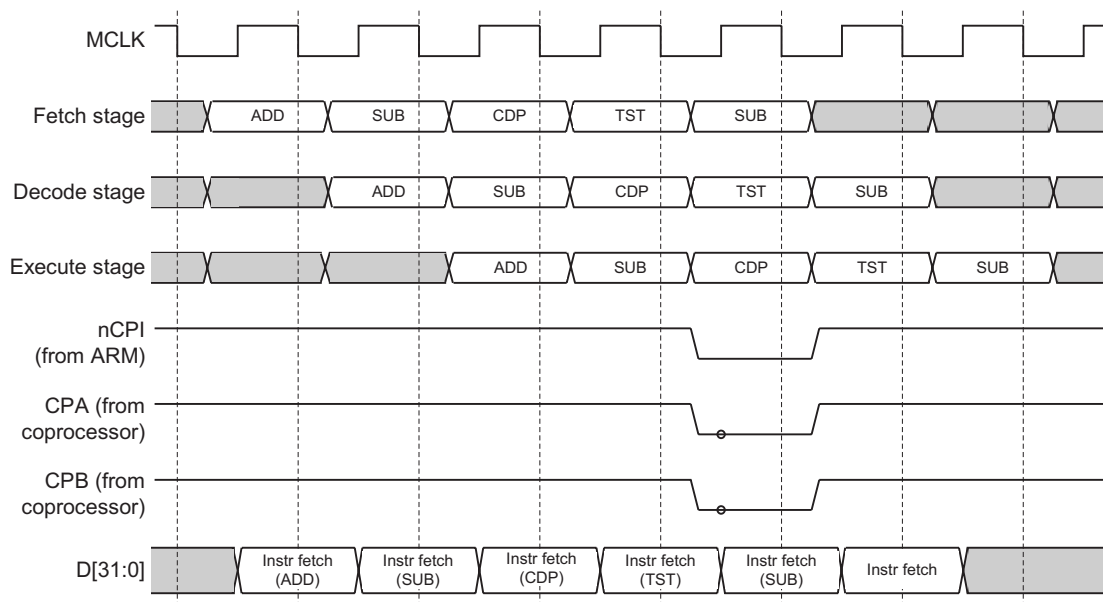 MCLK
Fetch stage
ADD
SUB
CDP
TST
SUB
Decode stage
ADD
SUB
CDP
TST
SUB
Execute stage
ADD
SUB
CDP
TST
SUB
nCPI
(from ARM)
CPA (from
coprocessor)
CPB (from
coprocessor)
D[31:0]
Instr fetch
(ADD)
Instr fetch
(SUB)
Instr fetch
(CDP)
Instr fetch
(TST)
Instr fetch
(SUB)
Instr fetch